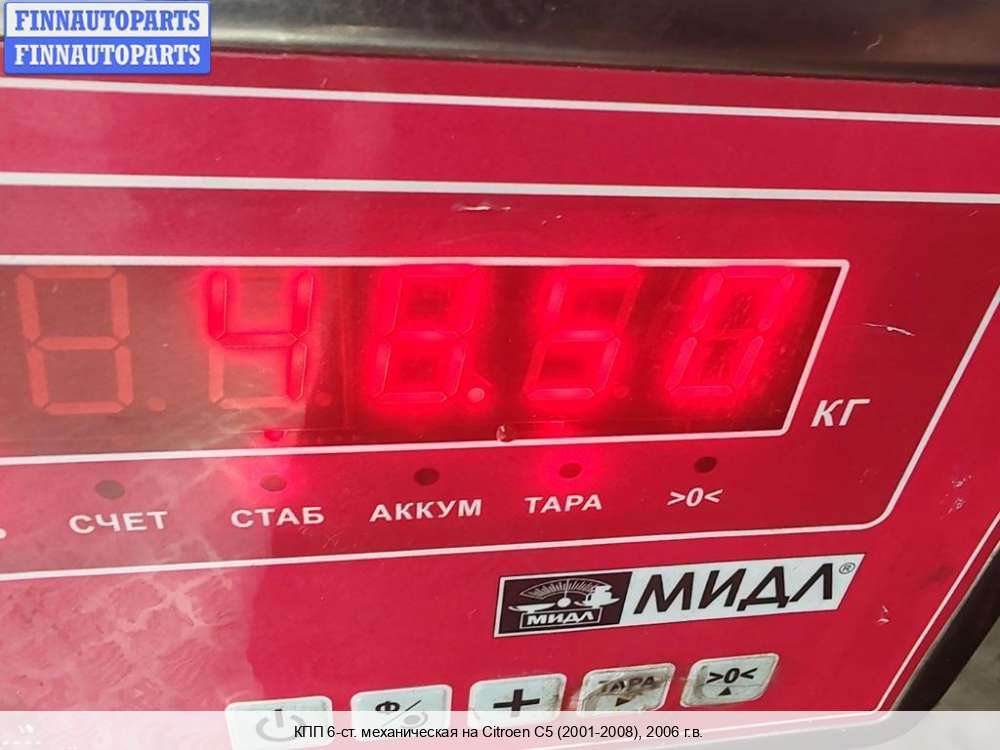 FINNAUTOPARTS
FINNAUTOPARTS
48.50
КГ
СЧЕТ СТАБ АККУМ ТАРА >0<
МИДЛ МИДЛ®
Ф/ + ТАРА >0<
КПП 6-ст. механическая на Citroen C5 (2001-2008), 2006 г.в.